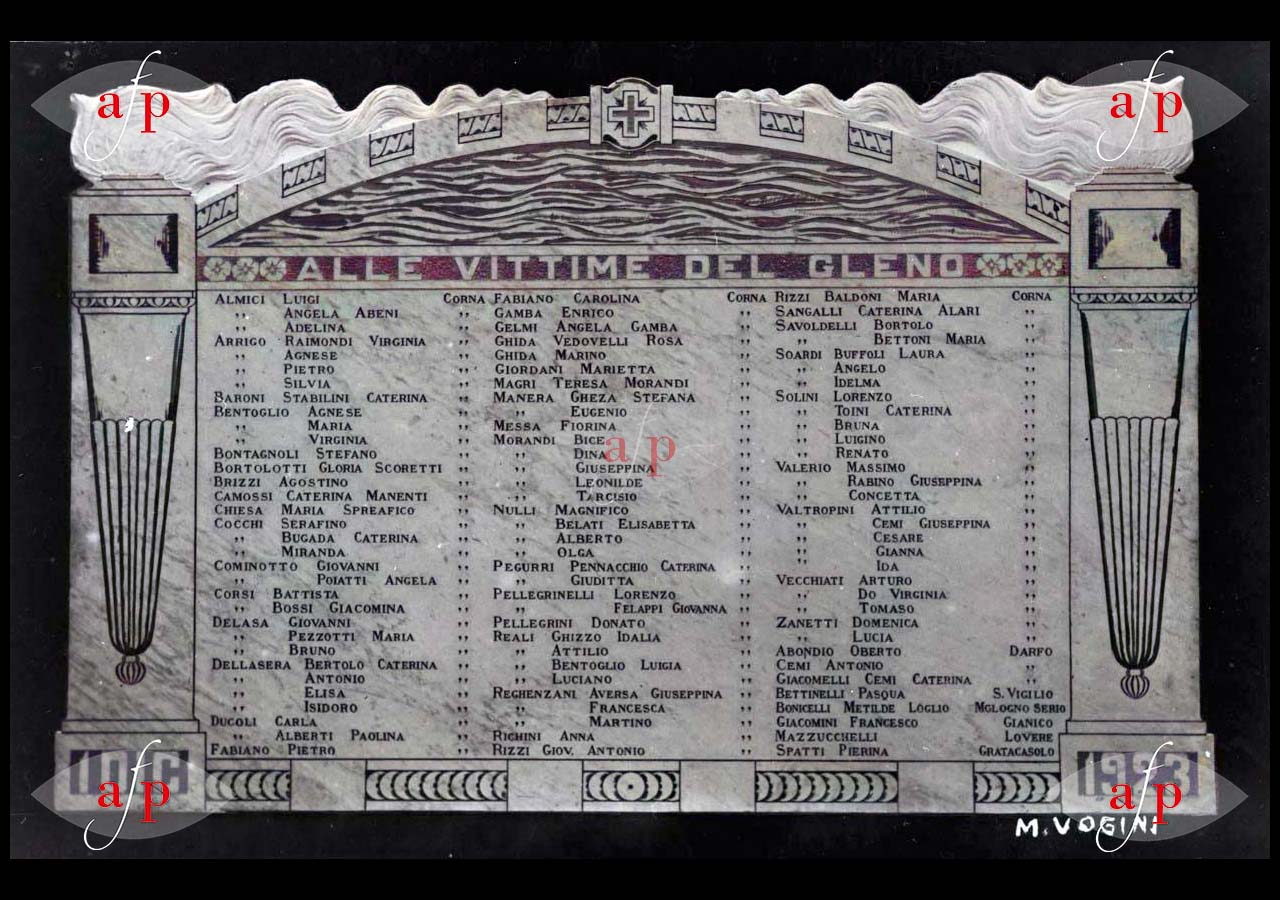 afp
afp
ALLE VITTIME DEL GLENO
ALMICI LUIGI CORNA
,, ANGELA ABENI ,,
,, ADELINA ,,
ARRIGO RAIMONDI VIRGINIA ,,
,, AGNESE ,,
,, PIETRO ,,
,, SILVIA ,,
BARONI STABILINI CATERINA ,,
BENTOGLIO AGNESE ,,
,, MARIA ,,
,, VIRGINIA ,,
BONTAGNOLI STEFANO ,,
BORTOLOTTI GLORIA SCORETTI ,,
BRIZZI AGOSTINO ,,
CAMOSSI CATERINA MANENTI ,,
CHIESA MARIA SPREAFICO ,,
COCCHI SERAFINO ,,
,, BUGADA CATERINA ,,
,, MIRANDA ,,
COMINOTTO GIOVANNI ,,
,, POIATTI ANGELA ,,
CORSI BATTISTA ,,
,, BOSSI GIACOMINA ,,
DELASA GIOVANNI ,,
,, PEZZOTTI MARIA ,,
,, BRUNO ,,
DELLASERA BERTOLO CATERINA ,,
,, ANTONIO ,,
,, ELISA ,,
,, ISIDORO ,,
DUCOLI CARLA ,,
,, ALBERTI PAOLINA ,,
FABIANO PIETRO ,,
FABIANO CAROLINA CORNA
GAMBA ENRICO ,,
GELMI ANGELA GAMBA ,,
GHIDA VEDOVELLI ROSA ,,
GHIDA MARINO ,,
GIORDANI MARIETTA ,,
MAGRI TERESA MORANDI ,,
MANERA GHEZA STEFANA ,,
,, EUGENIO ,,
MESSA FIORINA ,,
MORANDI BICE ,,
,, DINA ,,
,, GIUSEPPINA ,,
,, LEONILDE ,,
,, TARCISIO ,,
NULLI MAGNIFICO ,,
,, BELATI ELISABETTA ,,
,, ALBERTO ,,
,, OLGA ,,
PEGURRI PENNACCHIO CATERINA ,,
,, GIUDITTA ,,
PELLEGRINELLI LORENZO ,,
,, FELAPPI GIOVANNA ,,
PELLEGRINI DONATO ,,
REALI GHIZZO IDALIA ,,
,, ATTILIO ,,
,, BENTOGLIO LUIGIA ,,
,, LUCIANO ,,
REGHENZANI AVERSA GIUSEPPINA ,,
,, FRANCESCA ,,
,, MARTINO ,,
RICHINI ANNA ,,
RIZZI GIOV. ANTONIO ,,
RIZZI BALDONI MARIA CORNA
SANGALLI CATERINA ALARI ,,
SAVOLDELLI BORTOLO ,,
,, BETTONI MARIA ,,
SOARDI BUFFOLI LAURA ,,
,, ANGELO ,,
,, IDELMA ,,
SOLINI LORENZO ,,
,, TOINI CATERINA ,,
,, BRUNA ,,
,, LUIGINO ,,
,, RENATO ,,
VALERIO MASSIMO ,,
,, RABINO GIUSEPPINA ,,
,, CONCETTA ,,
VALTROPINI ATTILIO ,,
,, CEMI GIUSEPPINA ,,
,, CESARE ,,
,, GIANNA ,,
,, IDA ,,
VECCHIATI ARTURO ,,
,, DO VIRGINIA ,,
,, TOMASO ,,
ZANETTI DOMENICA ,,
,, LUCIA ,,
ABONDIO OBERTO DARFO
CEMI ANTONIO ,,
GIACOMELLI CEMI CATERINA ,,
BETTINELLI PASQUA S. VIGILIO
BONICELLI METILDE LOGLIO MOLOGNO SERIO
GIACOMINI FRANCESCO GIANICO
MAZZUCCHELLI LOVERE
SPATTI PIERINA GRATACASOLO
afp
1923
afp
afp
M. VOGINI